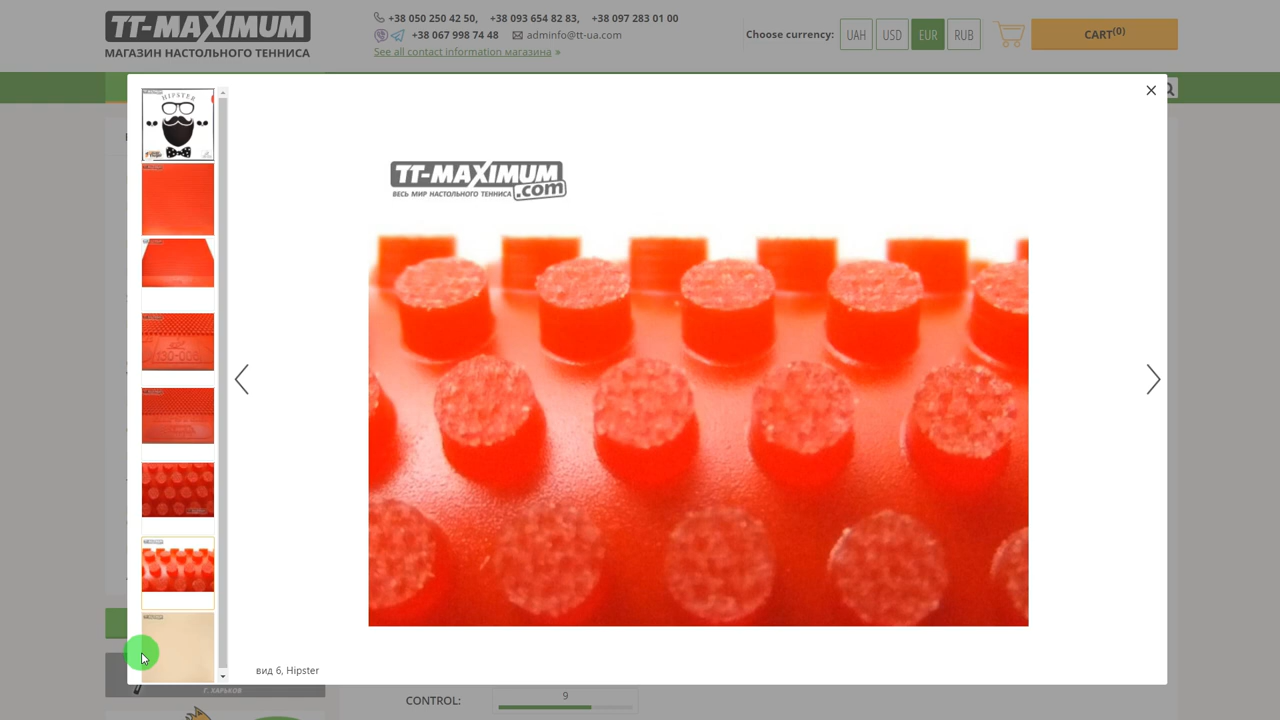 TT-MAXIMUM
МАГАЗИН НАСТОЛЬНОГО ТЕННИСА
+38 050 250 42 50, +38 093 654 82 83, +38 097 283 01 00
+38 067 998 74 48 adminfo@tt-ua.com
See all contact information магазина »
Choose currency: UAH USD EUR RUB
CART(0)
HIPSTER
TT-MAXIMUM
.com
ВЕСЬ МИР НАСТОЛЬНОГО ТЕННИСА
вид 6, Hipster
Г. ХАРЬКОВ
CONTROL: 9